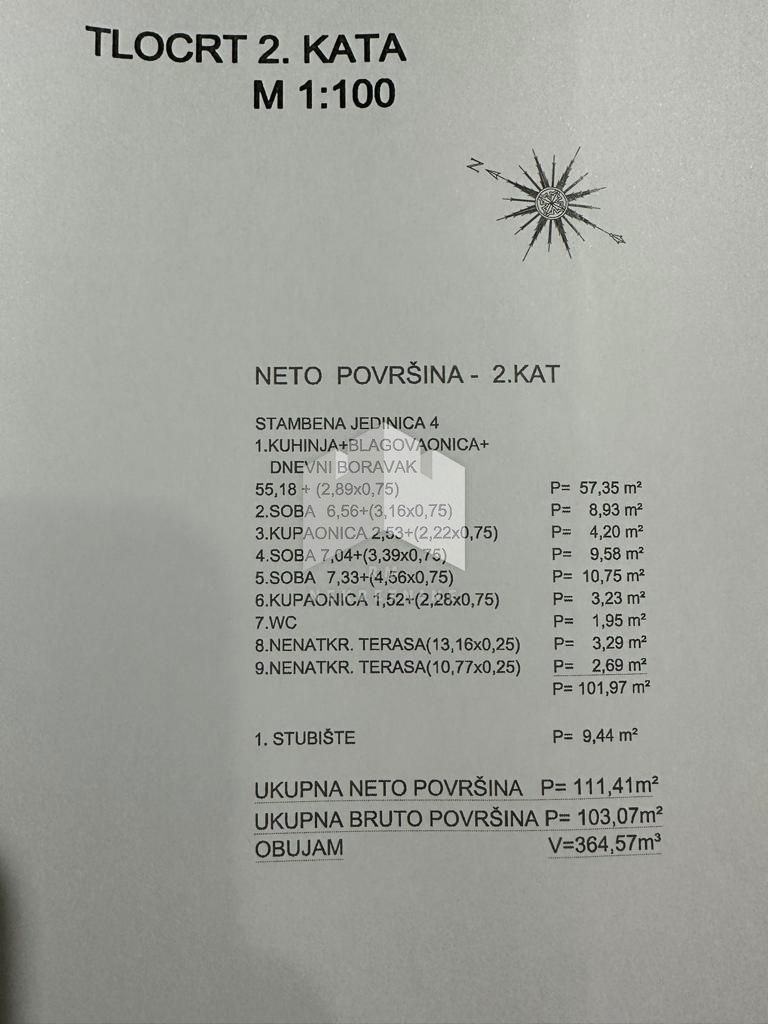 TLOCRT 2. KATA
M 1:100
N
NETO POVRŠINA - 2.KAT
STAMBENA JEDINICA 4
1.KUHINJA+BLAGOVAONICA+
DNEVNI BORAVAK
55,18 + (2,89x0,75) P= 57,35 m²
2.SOBA 6,56+(3,16x0,75) P= 8,93 m²
3.KUPAONICA 2,53+(2,22x0,75) P= 4,20 m²
4.SOBA 7,04+(3,39x0,75) P= 9,58 m²
5.SOBA 7,33+(4,56x0,75) P= 10,75 m²
6.KUPAONICA 1,52+(2,28x0,75) P= 3,23 m²
7.WC P= 1,95 m²
8.NENATKR. TERASA(13,16x0,25) P= 3,29 m²
9.NENATKR. TERASA(10,77x0,25) P= 2,69 m²
P= 101,97 m²
1. STUBIŠTE P= 9,44 m²
UKUPNA NETO POVRŠINA P= 111,41m²
UKUPNA BRUTO POVRŠINA P= 103,07m²
OBUJAM V=364,57m³